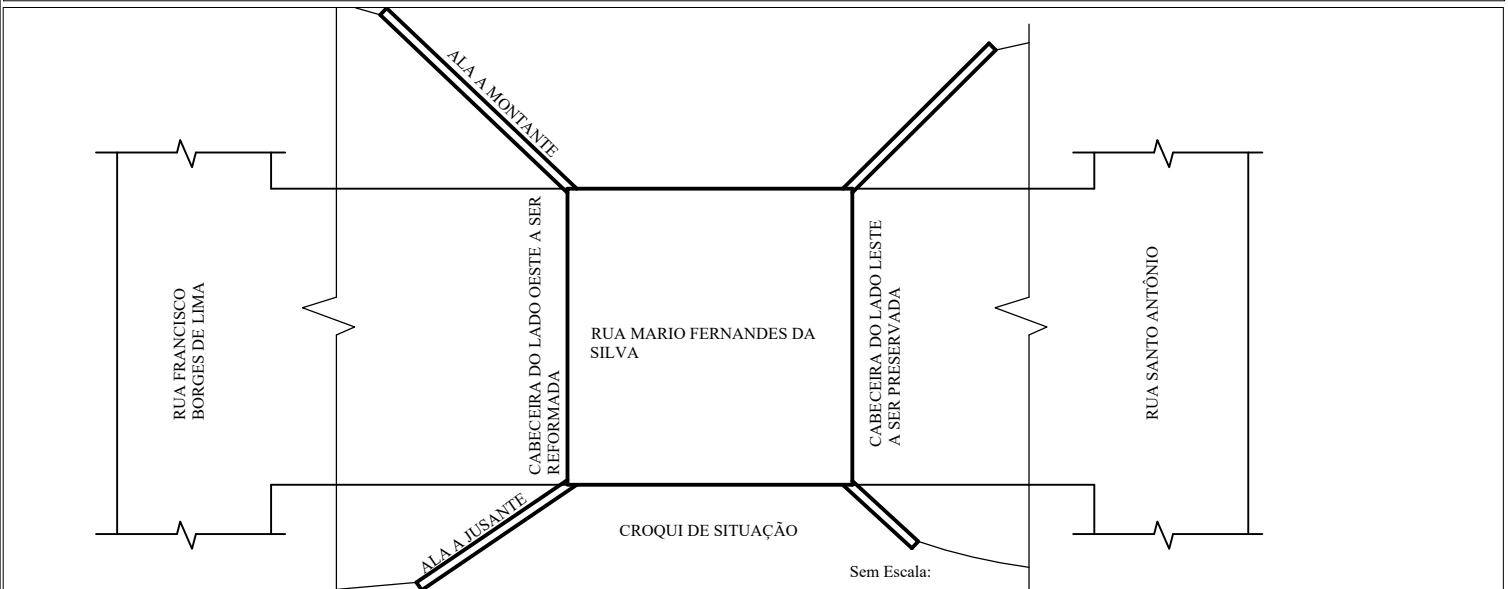 ALA A MONTANTE
RUA FRANCISCO
BORGES DE LIMA
CABECEIRA DO LADO OESTE A SER
REFORMADA
RUA MARIO FERNANDES DA
SILVA
CABECEIRA DO LADO LESTE
A SER PRESERVADA
RUA SANTO ANTÔNIO
ALA A JUSANTE
CROQUI DE SITUAÇÃO
Sem Escala: